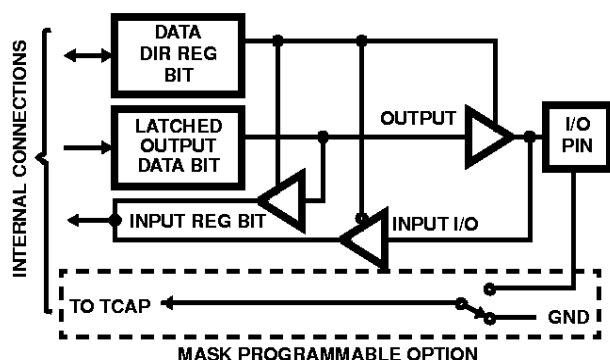 INTERNAL CONNECTIONS
DATA
DIR REG
BIT
LATCHED
OUTPUT
DATA BIT
OUTPUT
I/O
PIN
INPUT REG BIT
INPUT I/O
TO TCAP
GND
MASK PROGRAMMABLE OPTION